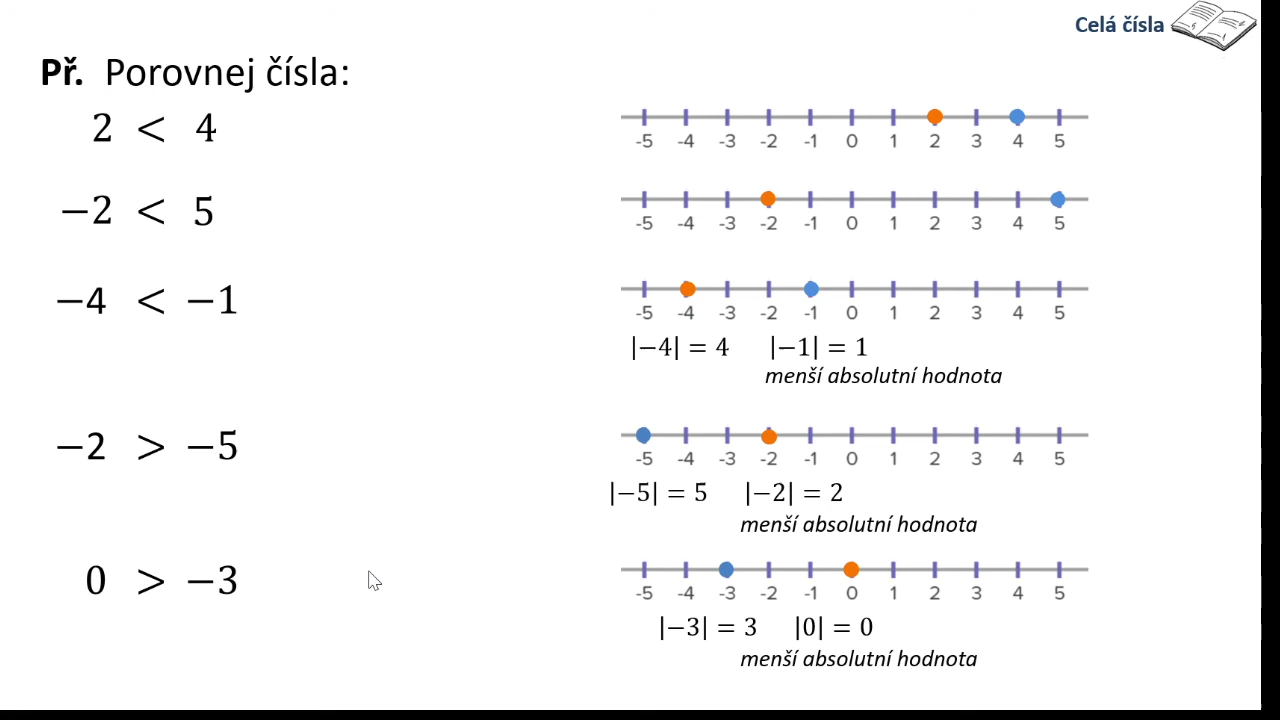 Celá čísla
Př. Porovnej čísla:
2 < 4
-5 -4 -3 -2 -1 0 1 2 3 4 5
−2 < 5
-5 -4 -3 -2 -1 0 1 2 3 4 5
−4 < −1
-5 -4 -3 -2 -1 0 1 2 3 4 5
|−4| = 4 |−1| = 1
menší absolutní hodnota
−2 > −5
-5 -4 -3 -2 -1 0 1 2 3 4 5
|−5| = 5 |−2| = 2
menší absolutní hodnota
0 > −3
-5 -4 -3 -2 -1 0 1 2 3 4 5
|−3| = 3 |0| = 0
menší absolutní hodnota